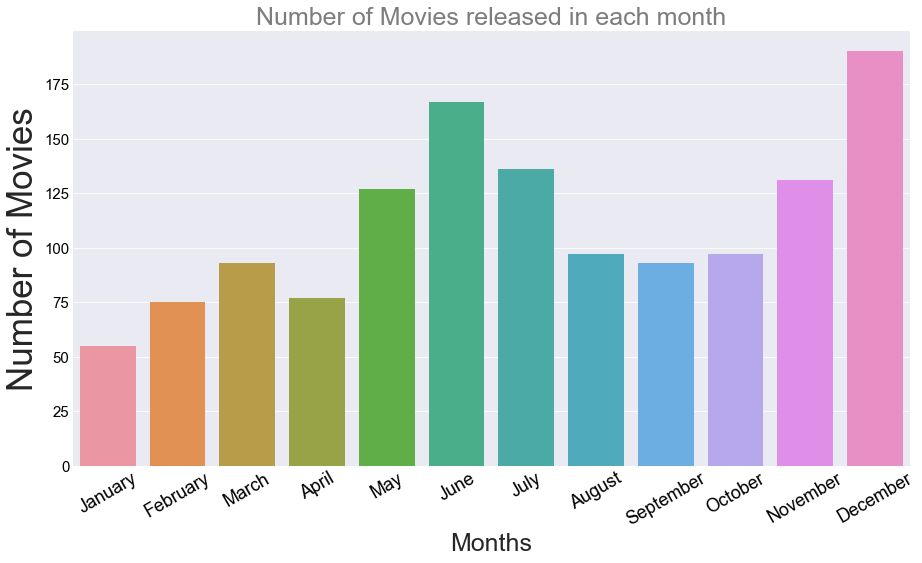 Number of Movies released in each month
Number of Movies
175
150
125
100
75
50
25
0
January
February
March
April
May
June
July
August
September
October
November
December
Months